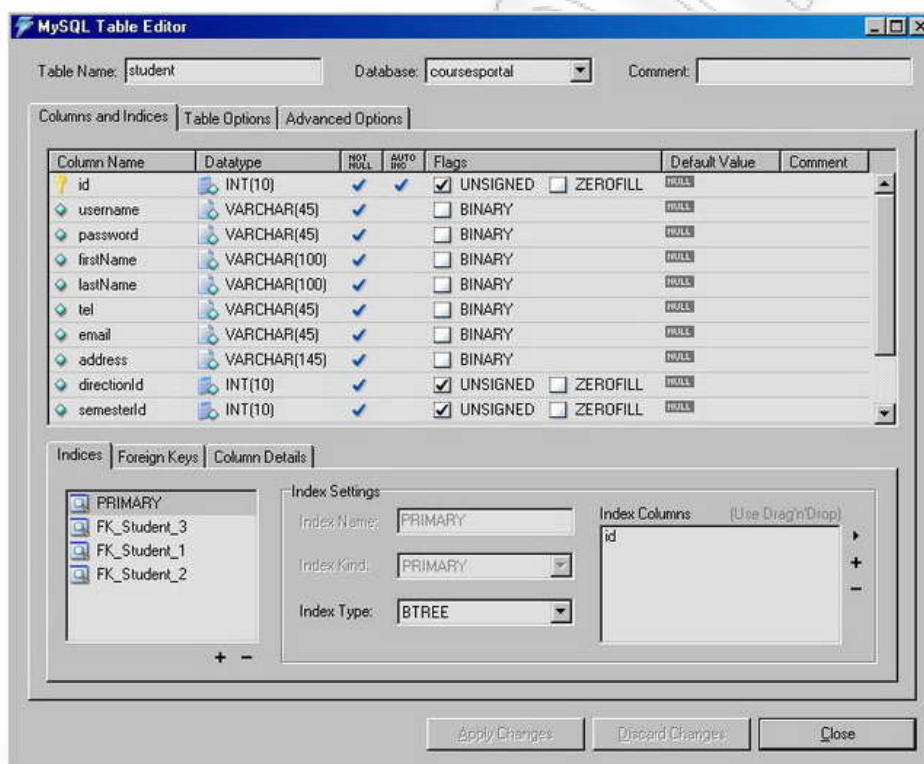 MySQL Table Editor
Table Name: student Database: coursesportal Comment:
Columns and Indices Table Options Advanced Options
Column Name Datatype NOT NULL AUTO INC Flags Default Value Comment
id INT(10) UNSIGNED ZEROFILL NULL
username VARCHAR(45) BINARY NULL
password VARCHAR(45) BINARY NULL
firstName VARCHAR(100) BINARY NULL
lastName VARCHAR(100) BINARY NULL
tel VARCHAR(45) BINARY NULL
email VARCHAR(45) BINARY NULL
address VARCHAR(145) BINARY NULL
directionId INT(10) UNSIGNED ZEROFILL NULL
semesterId INT(10) UNSIGNED ZEROFILL NULL
Indices Foreign Keys Column Details
PRIMARY
FK_Student_3
FK_Student_1
FK_Student_2
Index Settings
Index Name: PRIMARY
Index Kind: PRIMARY
Index Type: BTREE
Index Columns (Use Drag'n'Drop)
id
Apply Changes Discard Changes Close